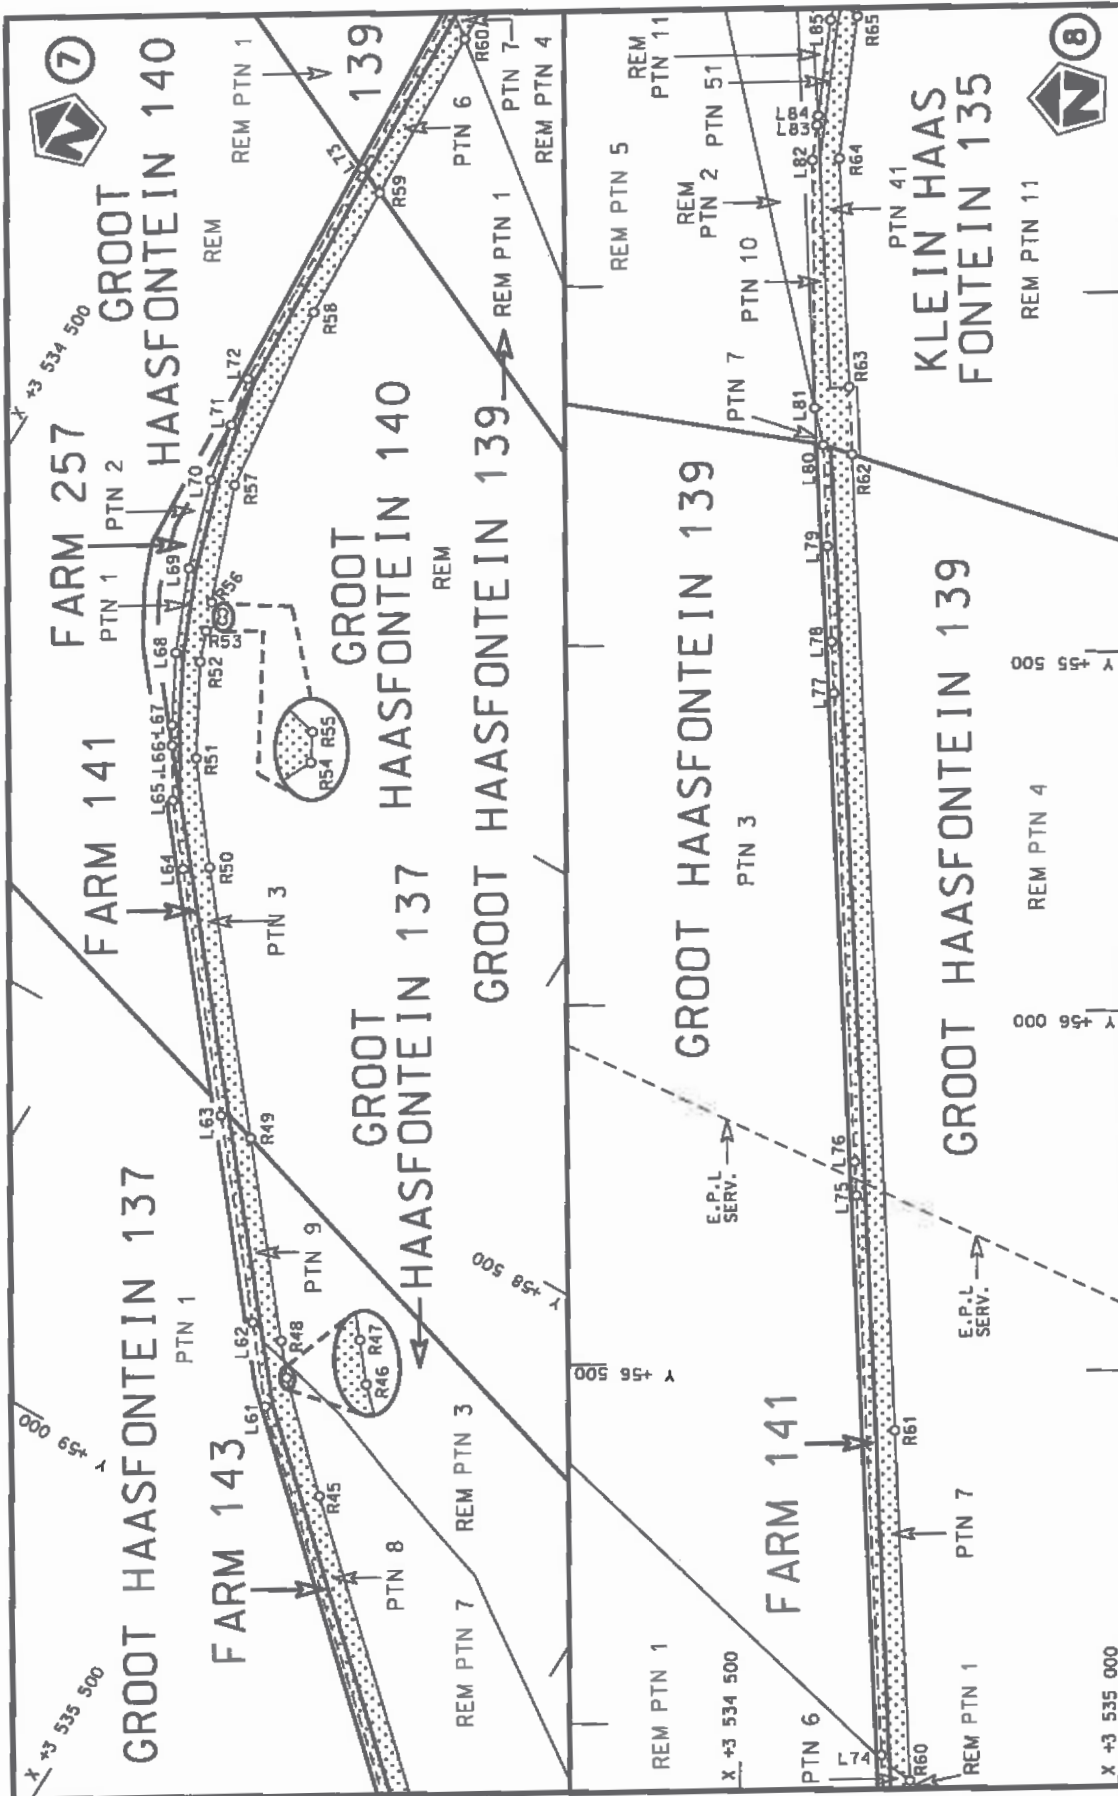 7
N
X +3 535 500
GROOT HAASFONTEIN 137
PTN 1
FARM 143
PTN 8
REM PTN 7
REM PTN 3
PTN 9
GROOT
HAASFONTEIN 137
Y +59 000
Y +58 500
FARM 141
PTN 3
FARM 257
PTN 1
PTN 2
X +3 534 500
GROOT
HAASFONTEIN 140
REM
REM PTN 1
139
GROOT
HAASFONTEIN 140
REM
GROOT HAASFONTEIN 139
REM PTN 1
PTN 6
PTN 7
REM PTN 4
L61
L62
L63
L64
L65
L66
L67
L68
L69
L70
L71
L72
L73
R45
R46
R47
R48
R49
R50
R51
R52
R53
R54
R55
R56
R57
R58
R59
R60A
8
N
REM PTN 1
X +3 534 500
PTN 6
L74
R60
REM PTN 1
X +3 535 000
FARM 141
PTN 7
R61
Y +56 500
E.P.L
SERV.
E.P.L
SERV.
L75
L76
GROOT HAASFONTEIN 139
PTN 3
GROOT HAASFONTEIN 139
REM PTN 4
Y +56 000
Y +55 500
L77
L78
L79
L80
L81
R62
R63
PTN 7
PTN 10
REM PTN 5
REM
PTN 2
PTN 51
REM
PTN 11
L82
L83
L84
L85
R64
R65
PTN 41
KLEIN HAAS
FONTEIN 135
REM PTN 11